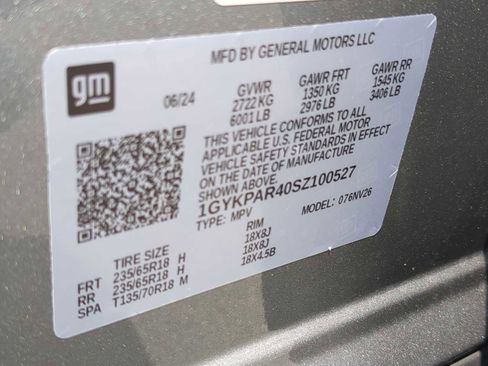 gm
MFD BY GENERAL MOTORS LLC
06/24
GVWR GAWR FRT GAWR RR
2722 KG 1350 KG 1545 KG
6001 LB 2976 LB 3406 LB
THIS VEHICLE CONFORMS TO ALL
APPLICABLE U.S. FEDERAL MOTOR
VEHICLE SAFETY STANDARDS IN EFFECT
ON THE DATE OF MANUFACTURE SHOWN ABOVE.
1GYKPAR40SZ100527
TYPE: MPV MODEL: 076NV26
TIRE SIZE RIM
FRT 235/65R18 H 18X8J
RR 235/65R18 H 18X8J
SPA T135/70R18 M 18X4.5B